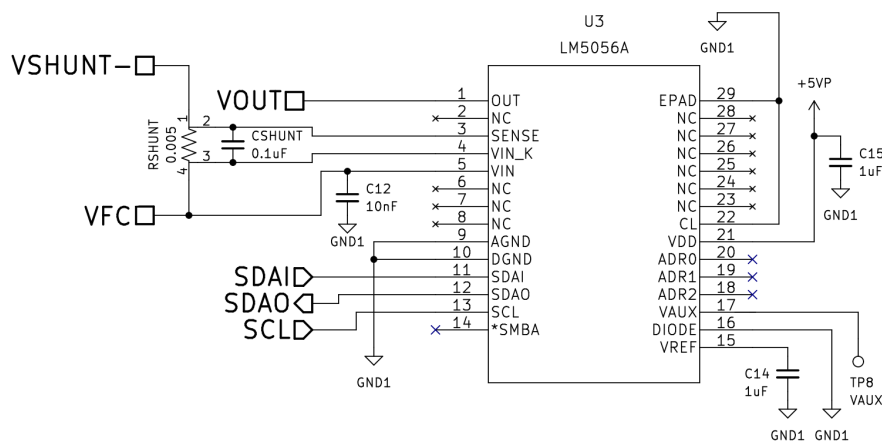 U3
LM5056A
VSHUNT-
VOUT
RSHUNT
0.005
1
2
3
4
CSHUNT
0.1uF
VFC
C12
10nF
GND1
SDAI
SDAO
SCL
GND1
1 OUT
2 NC
3 SENSE
4 VIN_K
5 VIN
6 NC
7 NC
8 NC
9 AGND
10 DGND
11 SDAI
12 SDAO
13 SCL
14 *SMBA
EPAD 29
NC 28
NC 27
NC 26
NC 25
NC 24
NC 23
CL 22
VDD 21
ADR0 20
ADR1 19
ADR2 18
VAUX 17
DIODE 16
VREF 15
GND1
+5VP
C15
1uF
GND1
C14
1uF
TP8
VAUX
GND1 GND1